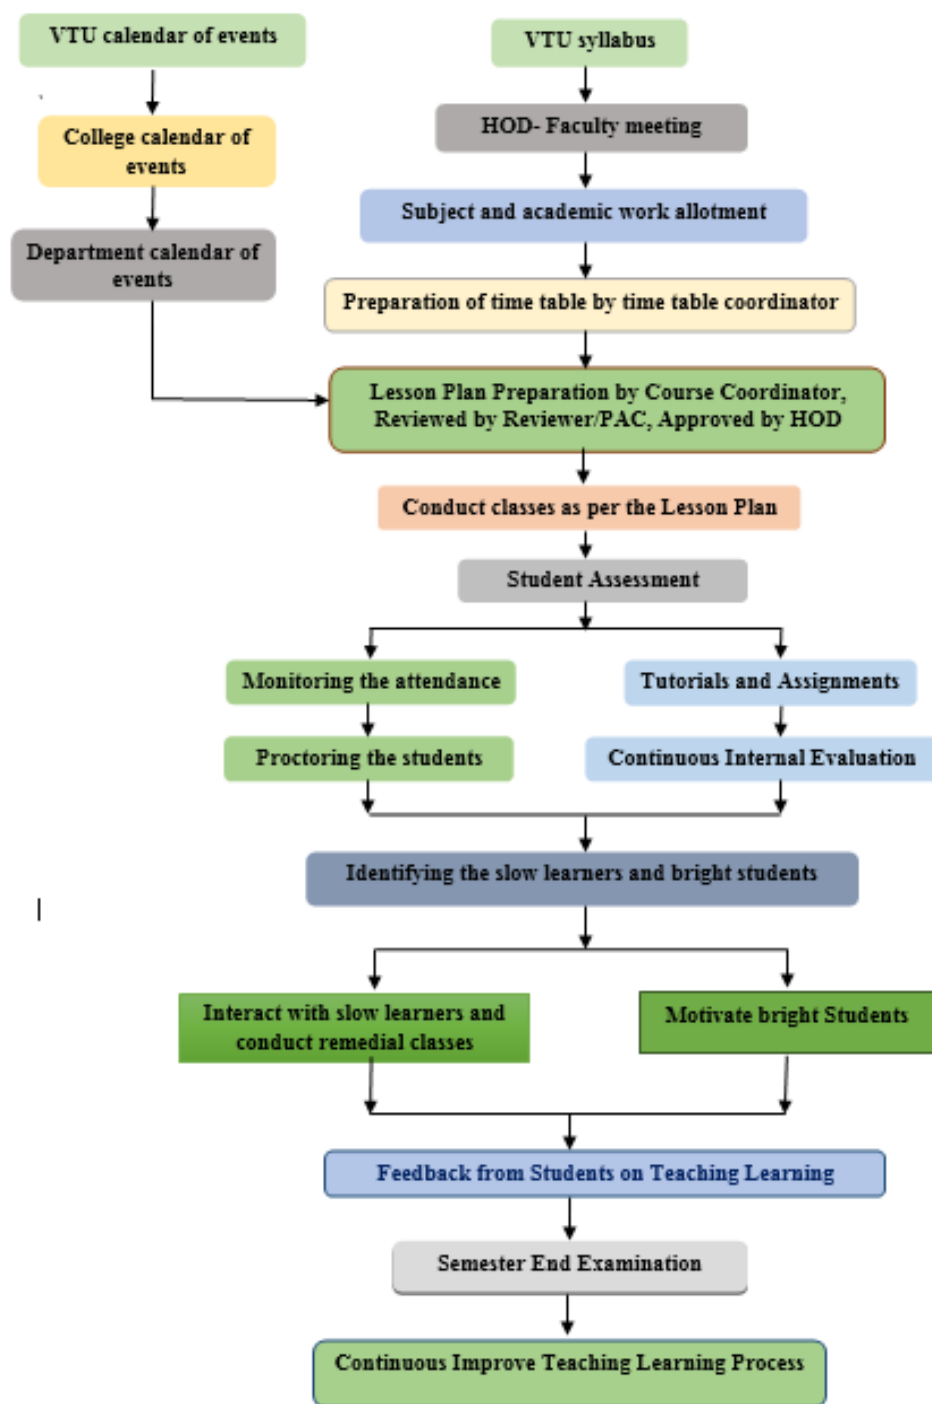 VTU calendar of events
VTU syllabus
College calendar of
events
HOD- Faculty meeting
Subject and academic work allotment
Department calendar of
events
Preparation of time table by time table coordinator
Lesson Plan Preparation by Course Coordinator,
Reviewed by Reviewer/PAC, Approved by HOD
Conduct classes as per the Lesson Plan
Student Assessment
Monitoring the attendance
Tutorials and Assignments
Proctoring the students
Continuous Internal Evaluation
Identifying the slow learners and bright students
Interact with slow learners and
conduct remedial classes
Motivate bright Students
Feedback from Students on Teaching Learning
Semester End Examination
Continuous Improve Teaching Learning Process